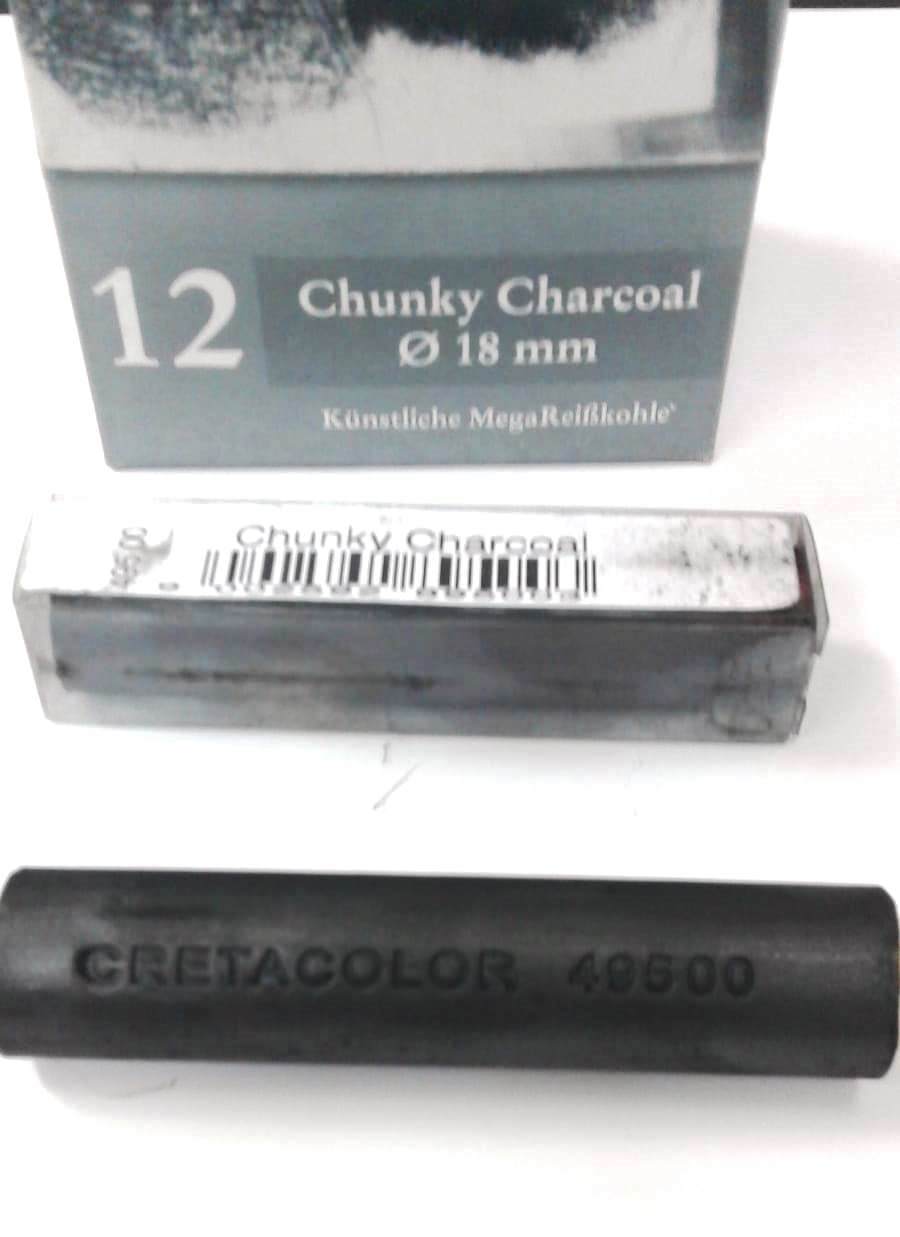 12
Chunky Charcoal
Ø 18 mm
Künstliche MegaReißkohle
Chunky Charcoal
CRETACOLOR 49500